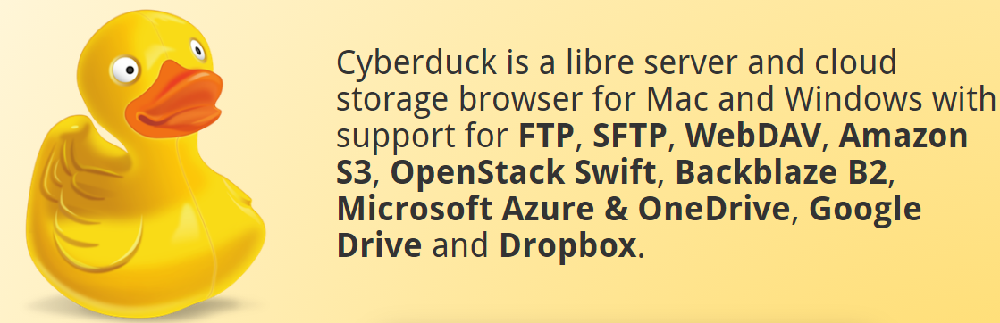 Cyberduck is a libre server and cloud
storage browser for Mac and Windows with
support for FTP, SFTP, WebDAV, Amazon
S3, OpenStack Swift, Backblaze B2,
Microsoft Azure & OneDrive, Google
Drive and Dropbox.